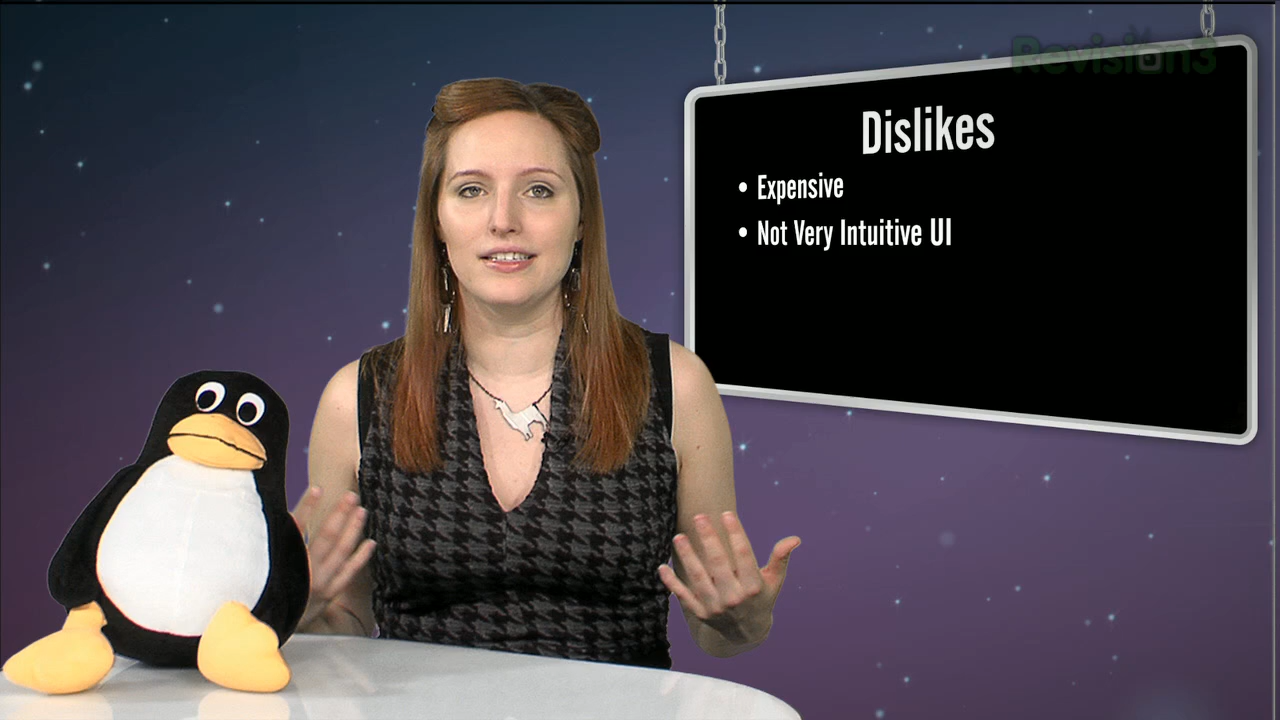 Revision3
Dislikes
• Expensive
• Not Very Intuitive UI